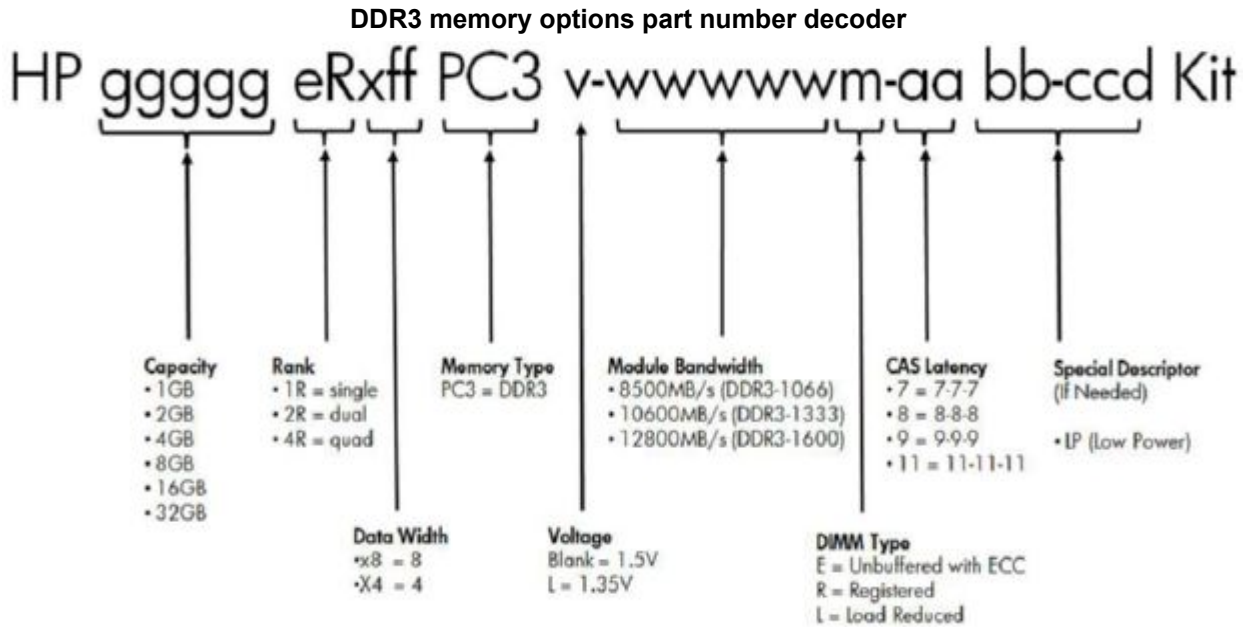 DDR3 memory options part number decoder
HP ggggg eRxff PC3 v-wwwwwm-aa bb-ccd Kit
Capacity
• 1GB
• 2GB
• 4GB
• 8GB
• 16GB
• 32GB
Rank
• 1R = single
• 2R = dual
• 4R = quad
Memory Type
PC3 = DDR3
Module Bandwidth
• 8500MB/s (DDR3-1066)
• 10600MB/s (DDR3-1333)
• 12800MB/s (DDR3-1600)
CAS Latency
• 7 = 7-7-7
• 8 = 8-8-8
• 9 = 9-9-9
• 11 = 11-11-11
Special Descriptor
(If Needed)
• LP (Low Power)
Data Width
•x8 = 8
•X4 = 4
Voltage
Blank = 1.5V
L = 1.35V
DIMM Type
E = Unbuffered with ECC
R = Registered
L = Load Reduced